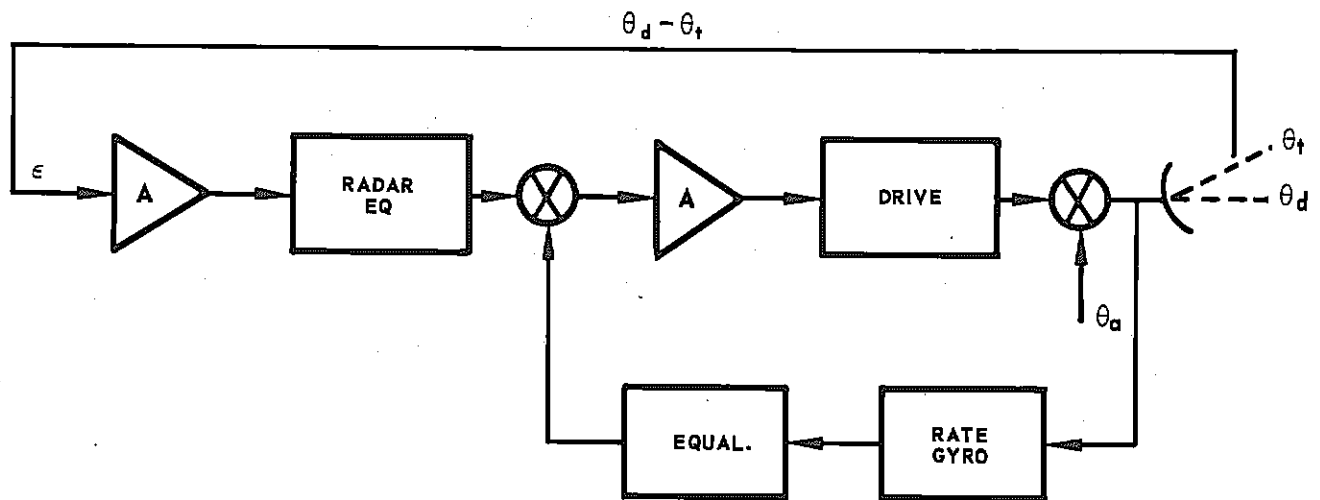 θd − θt
ε
A
RADAR
EQ
A
DRIVE
θt
θd
θa
EQUAL.
RATE
GYRO